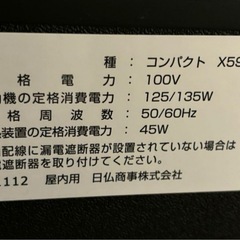 種 : コンパクト X59
格電力 : 100V
機の定格消費電力 : 125/135W
格周波数 : 50/60Hz
装置の定格消費電力 : 45W
配線に漏電遮断器が設置されていない場合は
電遮断器を取り付けてください。
1112 屋内用 日仏商事株式会社